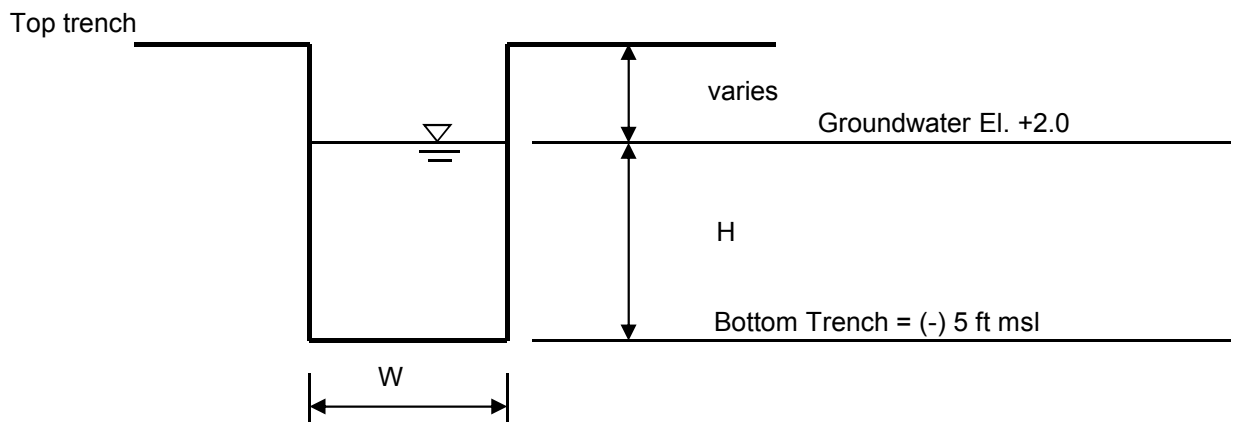 Top trench
varies
Groundwater El. +2.0
H
Bottom Trench = (-) 5 ft msl
W